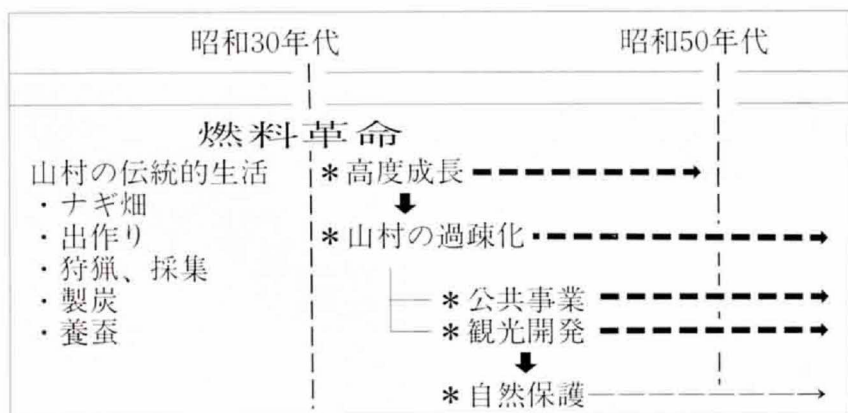 昭和30年代 昭和50年代
燃料革命
山村の伝統的生活 *高度成長
・ナギ畑
・出作り *山村の過疎化
・狩猟、採集
・製炭 *公共事業
・養蚕 *観光開発
*自然保護